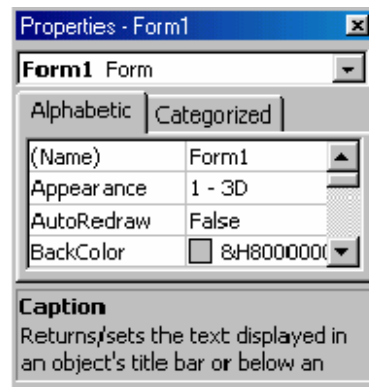 Properties - Form1
Form1 Form
Alphabetic Categorized
(Name) Form1
Appearance 1 - 3D
AutoRedraw False
BackColor &H8000000
Caption
Returns/sets the text displayed in
an object's title bar or below an